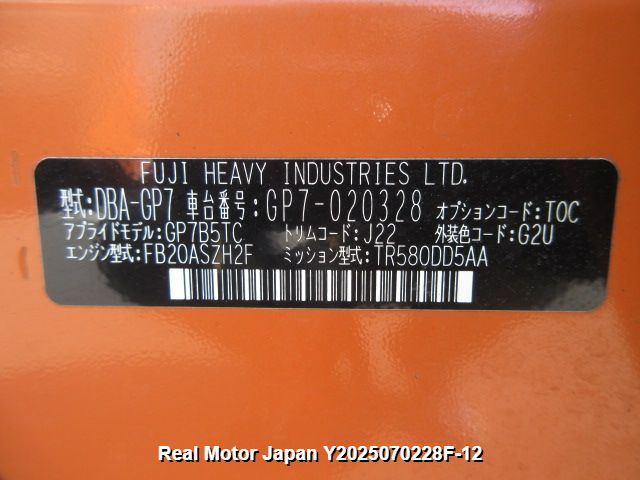 FUJI HEAVY INDUSTRIES LTD.
型式:DBA-GP7 車台番号:GP7-020328 オプションコード:TOC
アプライドモデル:GP7B5TC トリムコード:J22 外装色コード:G2U
エンジン型式:FB20ASZH2F ミッション型式:TR580DD5AA
Real Motor Japan Y2025070228F-12